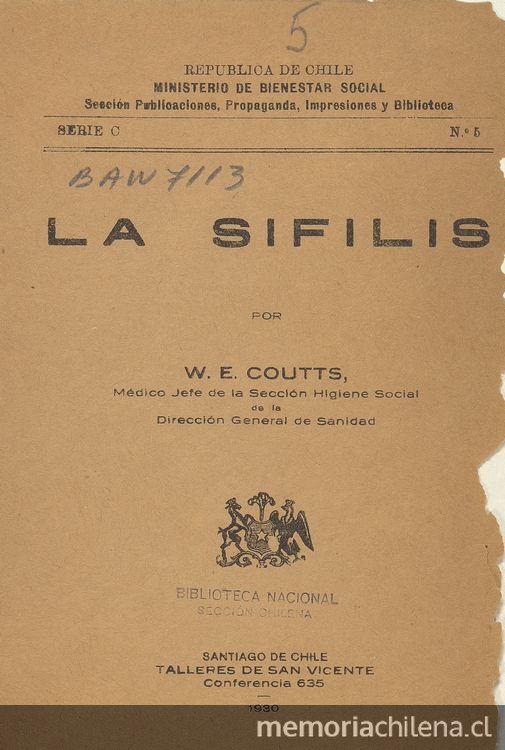 5
REPUBLICA DE CHILE
MINISTERIO DE BIENESTAR SOCIAL
Sección Publicaciones, Propaganda, Impresiones y Biblioteca
SERIE C N.o 5
BAW 7113
LA SIFILIS
POR
W. E. COUTTS,
Médico Jefe de la Sección Higiene Social
de la
Dirección General de Sanidad
BIBLIOTECA NACIONAL
SECCIÓN CHILENA
SANTIAGO DE CHILE
TALLERES DE SAN VICENTE
Conferencia 635
1930
memoriachilena.cl